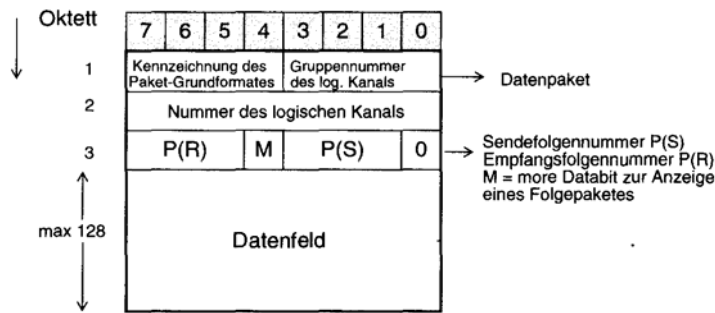 Oktett
7 6 5 4 3 2 1 0
1
Kennzeichnung des
Paket-Grundformates
Gruppennummer
des log. Kanals
Datenpaket
2
Nummer des logischen Kanals
3
P(R) M P(S) 0
Sendefolgennummer P(S)
Empfangsfolgennummer P(R)
M = more Databit zur Anzeige
eines Folgepaketes
max 128
Datenfeld